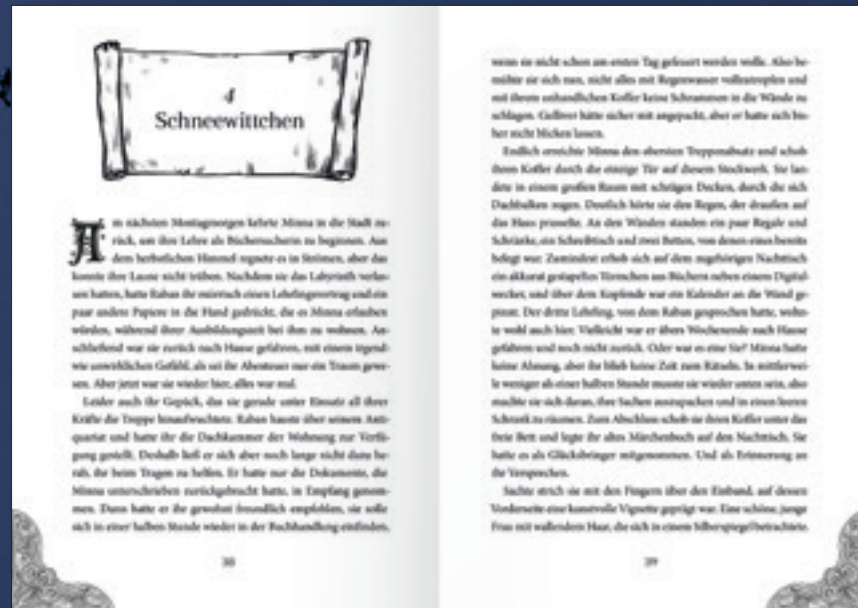 4
Schneewittchen
Am nächsten Montagmorgen kehrte Minna in die Stadt zu-
rück, um ihre Lehre als Büchersucherin zu beginnen. Aus
dem herbstlichen Himmel regnete es in Strömen, aber das
konnte ihre Laune nicht trüben. Nachdem sie das Labyrinth verlas-
sen hatten, hatte Raban ihr mürrisch einen Lehrlingsvertrag und ein
paar andere Papiere in die Hand gedrückt, die es Minna erlauben
würden, während ihrer Ausbildungszeit bei ihm zu wohnen. An-
schließend war sie zurück nach Hause gefahren, mit einem irgend-
wie unwirklichen Gefühl, als sei ihr Abenteuer nur ein Traum gewe-
sen. Aber jetzt war sie wieder hier, alles war real.
Leider auch ihr Gepäck, das sie gerade unter Einsatz all ihrer
Kräfte die Treppe hinaufwuchtete. Raban hauste über seinem Anti-
quariat und hatte ihr die Dachkammer der Wohnung zur Verfü-
gung gestellt. Deshalb ließ er sich aber noch lange nicht dazu he-
rab, ihr beim Tragen zu helfen. Er hatte nur die Dokumente, die
Minna unterschrieben zurückgebracht hatte, in Empfang genom-
men. Dann hatte er ihr gewohnt freundlich empfohlen, sie solle
sich in einer halben Stunde wieder in der Buchhandlung einfinden,
38
wenn sie nicht schon am ersten Tag gefeuert werden wolle. Also be-
mühte sie sich nun, nicht alles mit Regenwasser vollzutropfen und
mit ihrem unhandlichen Koffer keine Schrammen in die Wände zu
schlagen. Gulliver hätte sicher mit angepackt, aber er hatte sich bis-
her nicht blicken lassen.
Endlich erreichte Minna den obersten Treppenabsatz und schob
ihren Koffer durch die einzige Tür auf diesem Stockwerk. Sie lan-
dete in einem großen Raum mit schrägen Decken, durch die sich
Dachbalken zogen. Deutlich hörte sie den Regen, der draußen auf
das Haus prasselte. An den Wänden standen ein paar Regale und
Schränke, ein Schreibtisch und zwei Betten, von denen eines bereits
belegt war. Zumindest erhob sich auf dem zugehörigen Nachttisch
ein akkurat gestapeltes Türmchen aus Büchern neben einem Digital-
wecker, und über dem Kopfende war ein Kalender an die Wand ge-
pinnt. Der dritte Lehrling, von dem Raban gesprochen hatte, wohn-
te wohl auch hier. Vielleicht war er übers Wochenende nach Hause
gefahren und noch nicht zurück. Oder war es eine Sie? Minna hatte
keine Ahnung, aber ihr blieb keine Zeit zum Rätseln. In mittlerwei-
le weniger als einer halben Stunde musste sie wieder unten sein, also
machte sie sich daran, ihre Sachen auszupacken und in einen leeren
Schrank zu räumen. Zum Abschluss schob sie ihren Koffer unter das
freie Bett und legte ihr altes Märchenbuch auf den Nachttisch. Sie
hatte es als Glücksbringer mitgenommen. Und als Erinnerung an
ihr Versprechen.
Sachte strich sie mit den Fingern über den Einband, auf dessen
Vorderseite eine kunstvolle Vignette geprägt war. Eine schöne, junge
Frau mit wallendem Haar, die sich in einem Silberspiegel betrachtete.
39